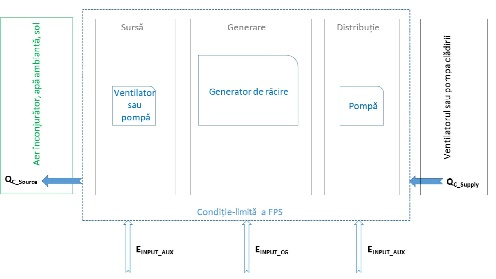 Sursă
Generare
Distribuție
Aer înconjurător, apă ambiantă, sol
Ventilator
sau
pompă
Generator de răcire
Pompă
Ventilatorul sau pompa clădirii
QC_Source
QC_Supply
Condiție-limită a FPS
EINPUT_AUX
EINPUT_CG
EINPUT_AUX